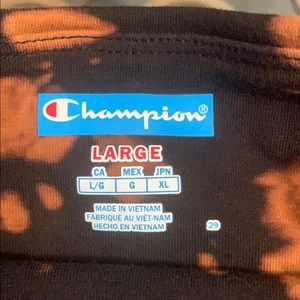 Champion®
LARGE
CA MEX JPN
L/G G XL
MADE IN VIETNAM
FABRIQUÉ AU VIÊT-NAM
HECHO EN VIETNAM
29